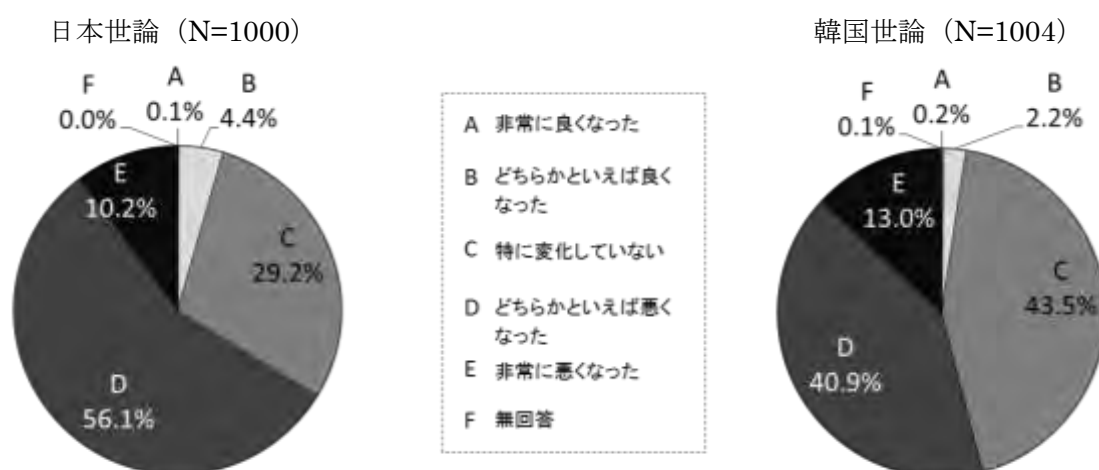 日本世論（N=1000）
F
0.0%
A
0.1%
B
4.4%
E
10.2%
C
29.2%
D
56.1%
A 非常に良くなった
B どちらかといえば良く
なった
C 特に変化していない
D どちらかといえば悪く
なった
E 非常に悪くなった
F 無回答
韓国世論（N=1004）
F
0.1%
A
0.2%
B
2.2%
E
13.0%
C
43.5%
D
40.9%